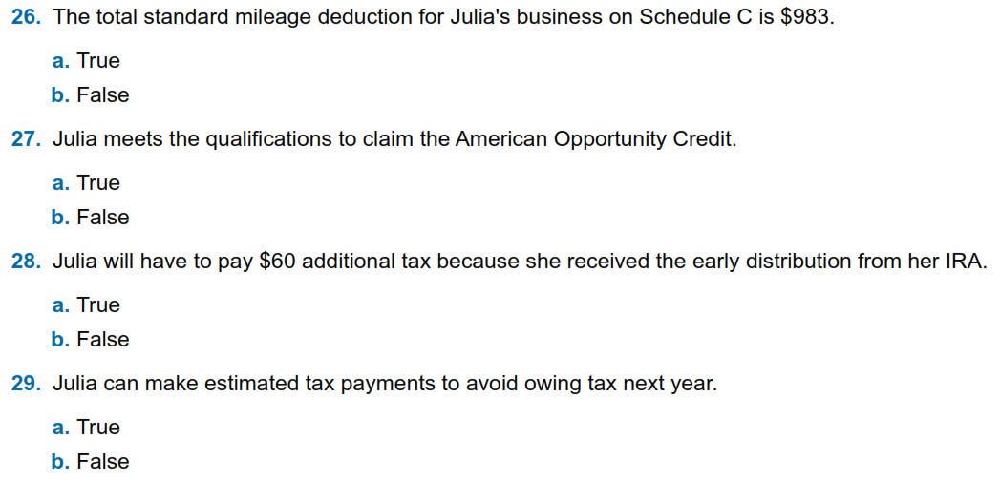 26. The total standard mileage deduction for Julia's business on Schedule C is $983.
a. True
b. False
27. Julia meets the qualifications to claim the American Opportunity Credit.
a. True
b. False
28. Julia will have to pay $60 additional tax because she received the early distribution from her IRA.
a. True
b. False
29. Julia can make estimated tax payments to avoid owing tax next year.
a. True
b. False